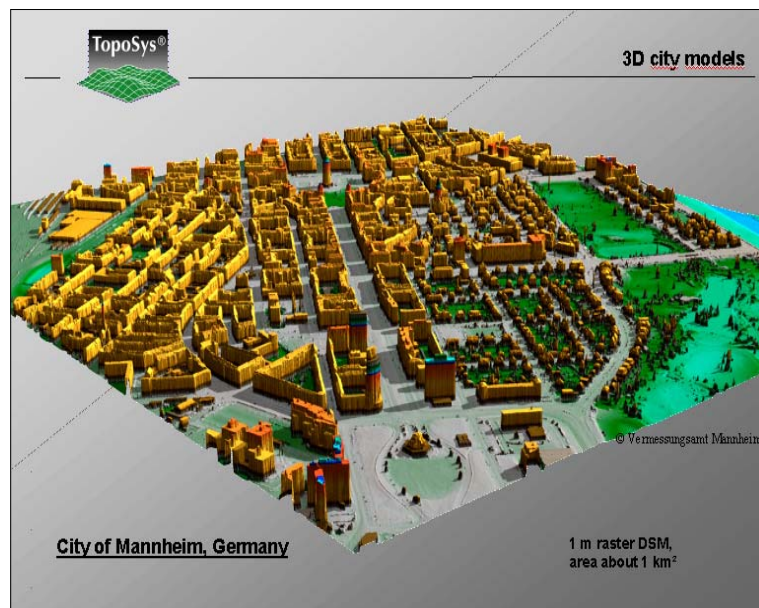 TopoSys®
3D city models
© Vermessungsamt Mannheim
City of Mannheim, Germany
1 m raster DSM,
area about 1 km²